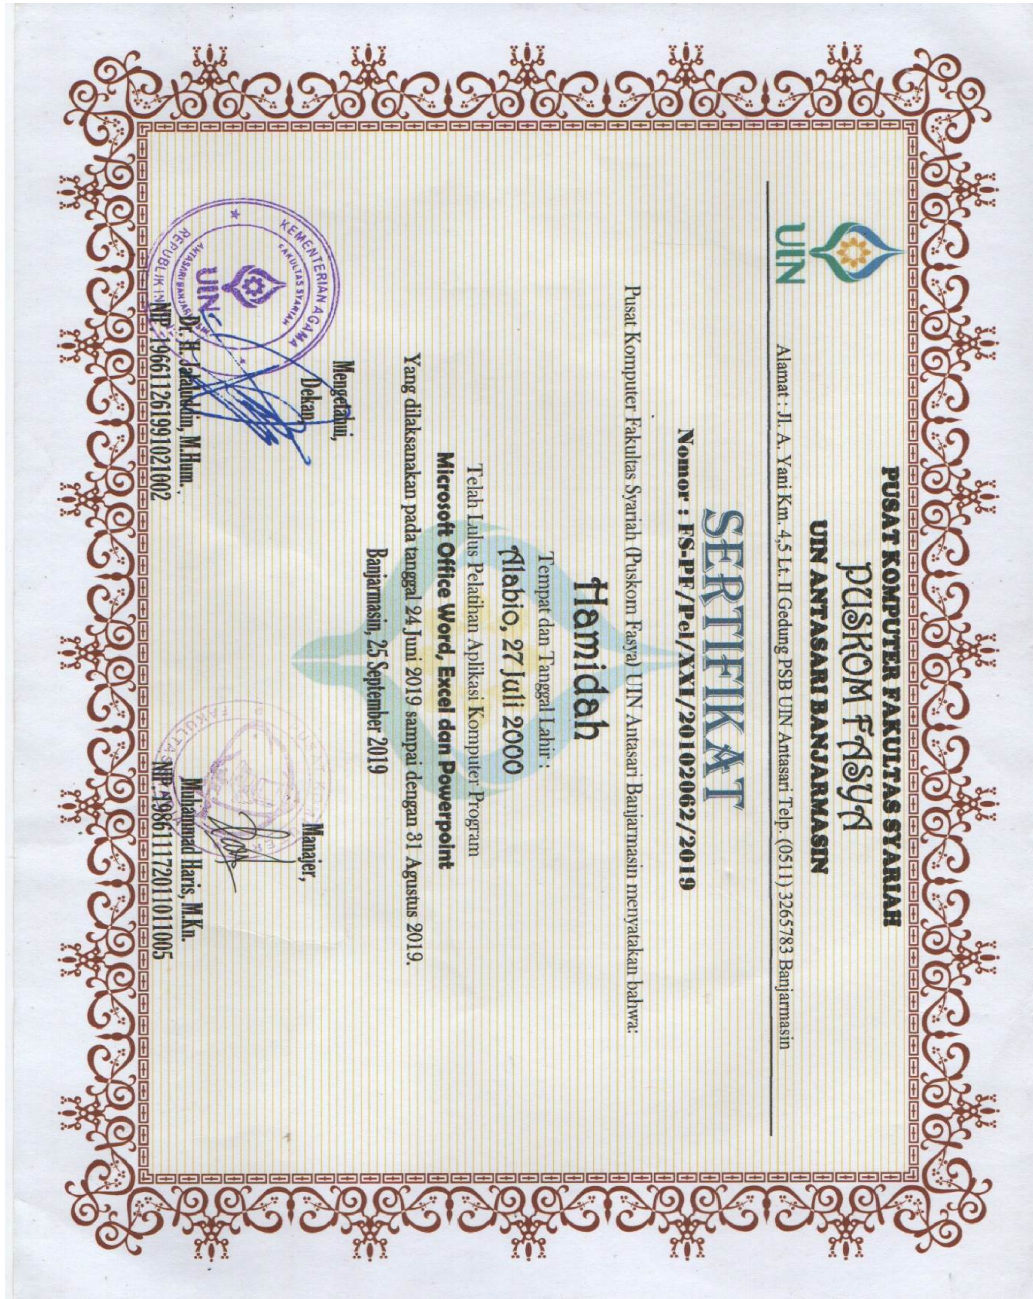 PUSAT KOMPUTER FAKULTAS SYARIAH
PUSKOM FASYA
UIN ANTASARI BANJARMASIN
UIN
Alamat : Jl. A. Yani Km. 4,5 Lt. II Gedung PSB UIN Antasari Telp. (0511) 3265783 Banjarmasin
SERTIFIKAT
Nomor : FS-PF/Pel/XXI/20102062/2019
Pusat Komputer Fakultas Syariah (Puskom Fasya) UIN Antasari Banjarmasin menyatakan bahwa:
Hamidah
Tempat dan Tanggal Lahir :
Alabio, 27 Juli 2000
Telah Lulus Pelatihan Aplikasi Komputer Program
Microsoft Office Word, Excel dan Powerpoint
Yang dilaksanakan pada tanggal 24 Juni 2019 sampai dengan 31 Agustus 2019.
Banjarmasin, 25 September 2019
Mengetahui,
Dekan,
KEMENTERIAN AGAMA
FAKULTAS SYARIAH
UIN
ANTASARI BANJARMASIN
REPUBLIK
Dr. H. Jalaluddin, M.Hum.
NIP. 196611261991021002
Manajer,
FAKULTAS
Muhammad Haris, M.Kn.
NIP. 198611172011011005